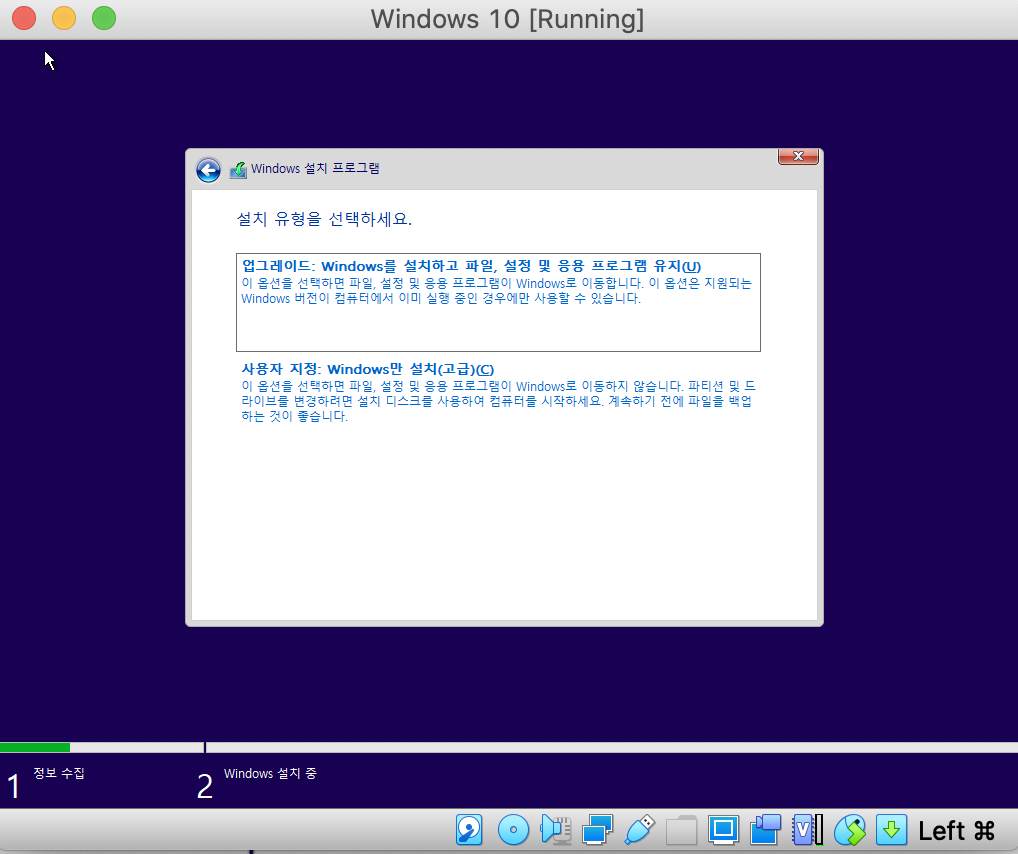 Windows 10 [Running]
Windows 설치 프로그램
설치 유형을 선택하세요.
업그레이드: Windows를 설치하고 파일, 설정 및 응용 프로그램 유지(U)
이 옵션을 선택하면 파일, 설정 및 응용 프로그램이 Windows로 이동합니다. 이 옵션은 지원되는
Windows 버전이 컴퓨터에서 이미 실행 중인 경우에만 사용할 수 있습니다.
사용자 지정: Windows만 설치(고급)(C)
이 옵션을 선택하면 파일, 설정 및 응용 프로그램이 Windows로 이동하지 않습니다. 파티션 및 드
라이브를 변경하려면 설치 디스크를 사용하여 컴퓨터를 시작하세요. 계속하기 전에 파일을 백업
하는 것이 좋습니다.
1 정보 수집
2 Windows 설치 중
V
Left ⌘